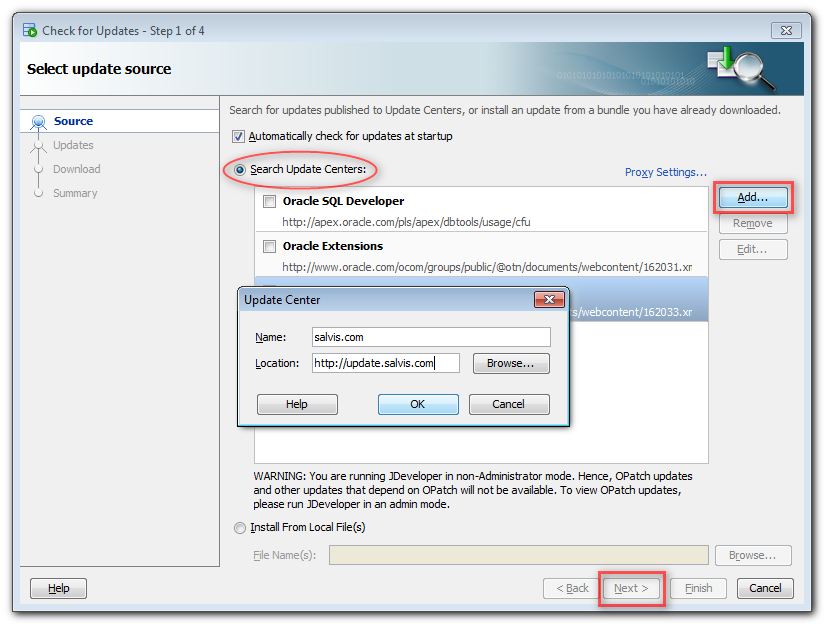 Check for Updates - Step 1 of 4
Select update source
010101010101010101010101
Source
Updates
Download
Summary
Search for updates published to Update Centers, or install an update from a bundle you have already downloaded.
Automatically check for updates at startup
Search Update Centers:
Proxy Settings...
Oracle SQL Developer
http://apex.oracle.com/pls/apex/dbtools/usage/cfu
Oracle Extensions
http://www.oracle.com/ocom/groups/public/@otn/documents/webcontent/162031.xr
s/webcontent/162033.xr
Add...
Remove
Edit...
Update Center
Name:
salvis.com
Location:
http://update.salvis.com
Browse...
Help
OK
Cancel
WARNING: You are running JDeveloper in non-Administrator mode. Hence, OPatch updates
and other updates that depend on OPatch will not be available. To view OPatch updates,
please run JDeveloper in an admin mode.
Install From Local File(s)
File Name(s):
Browse...
Help
< Back
Next >
Finish
Cancel